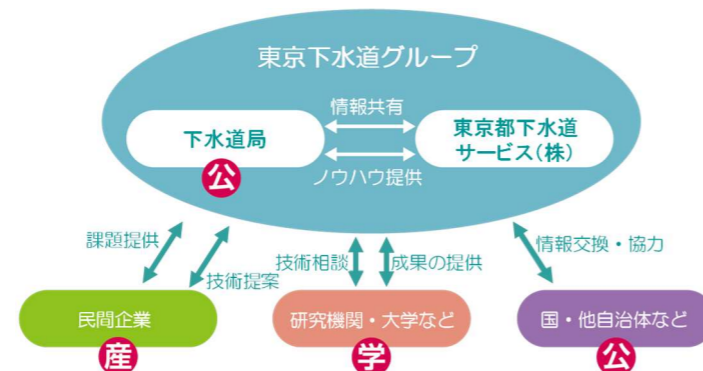 東京下水道グループ
情報共有
下水道局
東京都下水道
サービス(株)
公
ノウハウ提供
課題提供
技術提案
技術相談
成果の提供
情報交換・協力
民間企業
研究機関・大学など
国・他自治体など
産
学
公